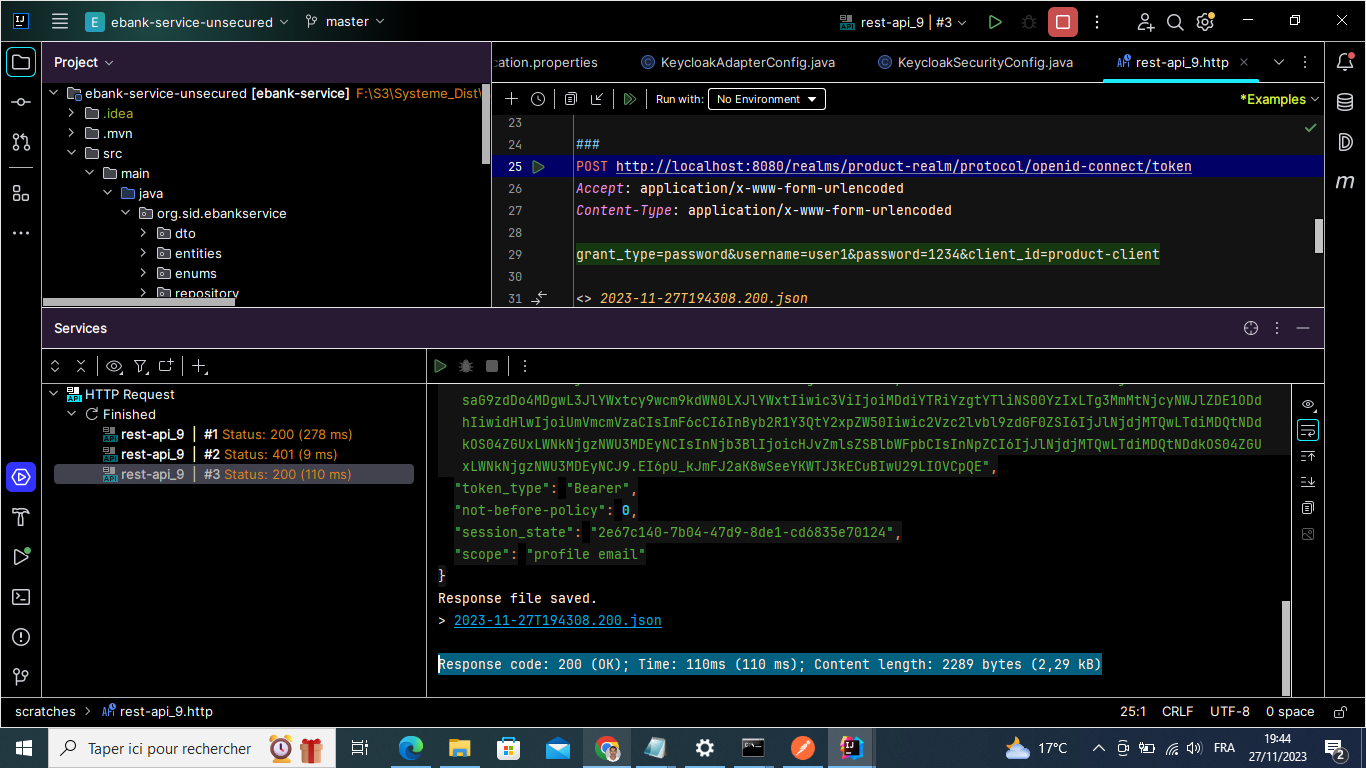 IJ
E ebank-service-unsecured
master
rest-api_9 | #3
Project
ebank-service-unsecured [ebank-service] F:\S3\Systeme_Dist\
.idea
.mvn
src
main
java
org.sid.ebankservice
dto
entities
enums
repository
cation.properties
KeycloakAdapterConfig.java
KeycloakSecurityConfig.java
API rest-api_9.http
Run with: No Environment
*Examples
23
24 ###
25 POST http://localhost:8080/realms/product-realm/protocol/openid-connect/token
26 Accept: application/x-www-form-urlencoded
27 Content-Type: application/x-www-form-urlencoded
28
29 grant_type=password&username=user1&password=1234&client_id=product-client
30
31 <> 2023-11-27T194308.200.json
Services
HTTP Request
Finished
rest-api_9 | #1 Status: 200 (278 ms)
rest-api_9 | #2 Status: 401 (9 ms)
rest-api_9 | #3 Status: 200 (110 ms)
"token_type": "Bearer",
"not-before-policy": 0,
"session_state": "2e67c140-7b04-47d9-8de1-cd6835e70124",
"scope": "profile email"
}
Response file saved.
> 2023-11-27T194308.200.json
Response code: 200 (OK); Time: 110ms (110 ms); Content length: 2289 bytes (2,29 kB)
scratches > API rest-api_9.http
25:1 CRLF UTF-8 0 space
Taper ici pour rechercher
17°C
FRA
19:44
27/11/2023
2